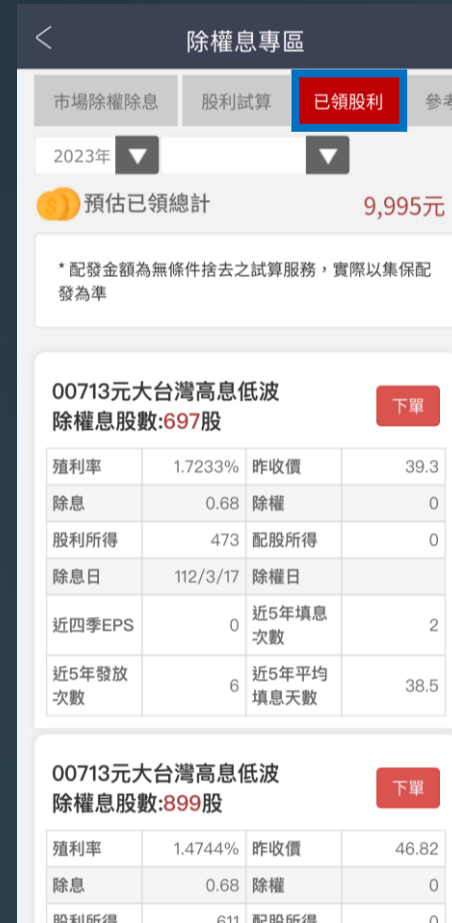 除權息專區
市場除權除息 股利試算 已領股利 參考
2023年
預估已領總計 9,995元
* 配發金額為無條件捨去之試算服務，實際以集保配
發為準
00713元大台灣高息低波
下單
除權息股數:697股
殖利率 1.7233% 昨收價 39.3
除息 0.68 除權 0
股利所得 473 配股所得 0
除息日 112/3/17 除權日
近四季EPS 0 近5年填息
次數 2
近5年發放
次數 6 近5年平均
填息天數 38.5
00713元大台灣高息低波
下單
除權息股數:899股
殖利率 1.4744% 昨收價 46.82
除息 0.68 除權 0
股利所得 611 配股所得 0